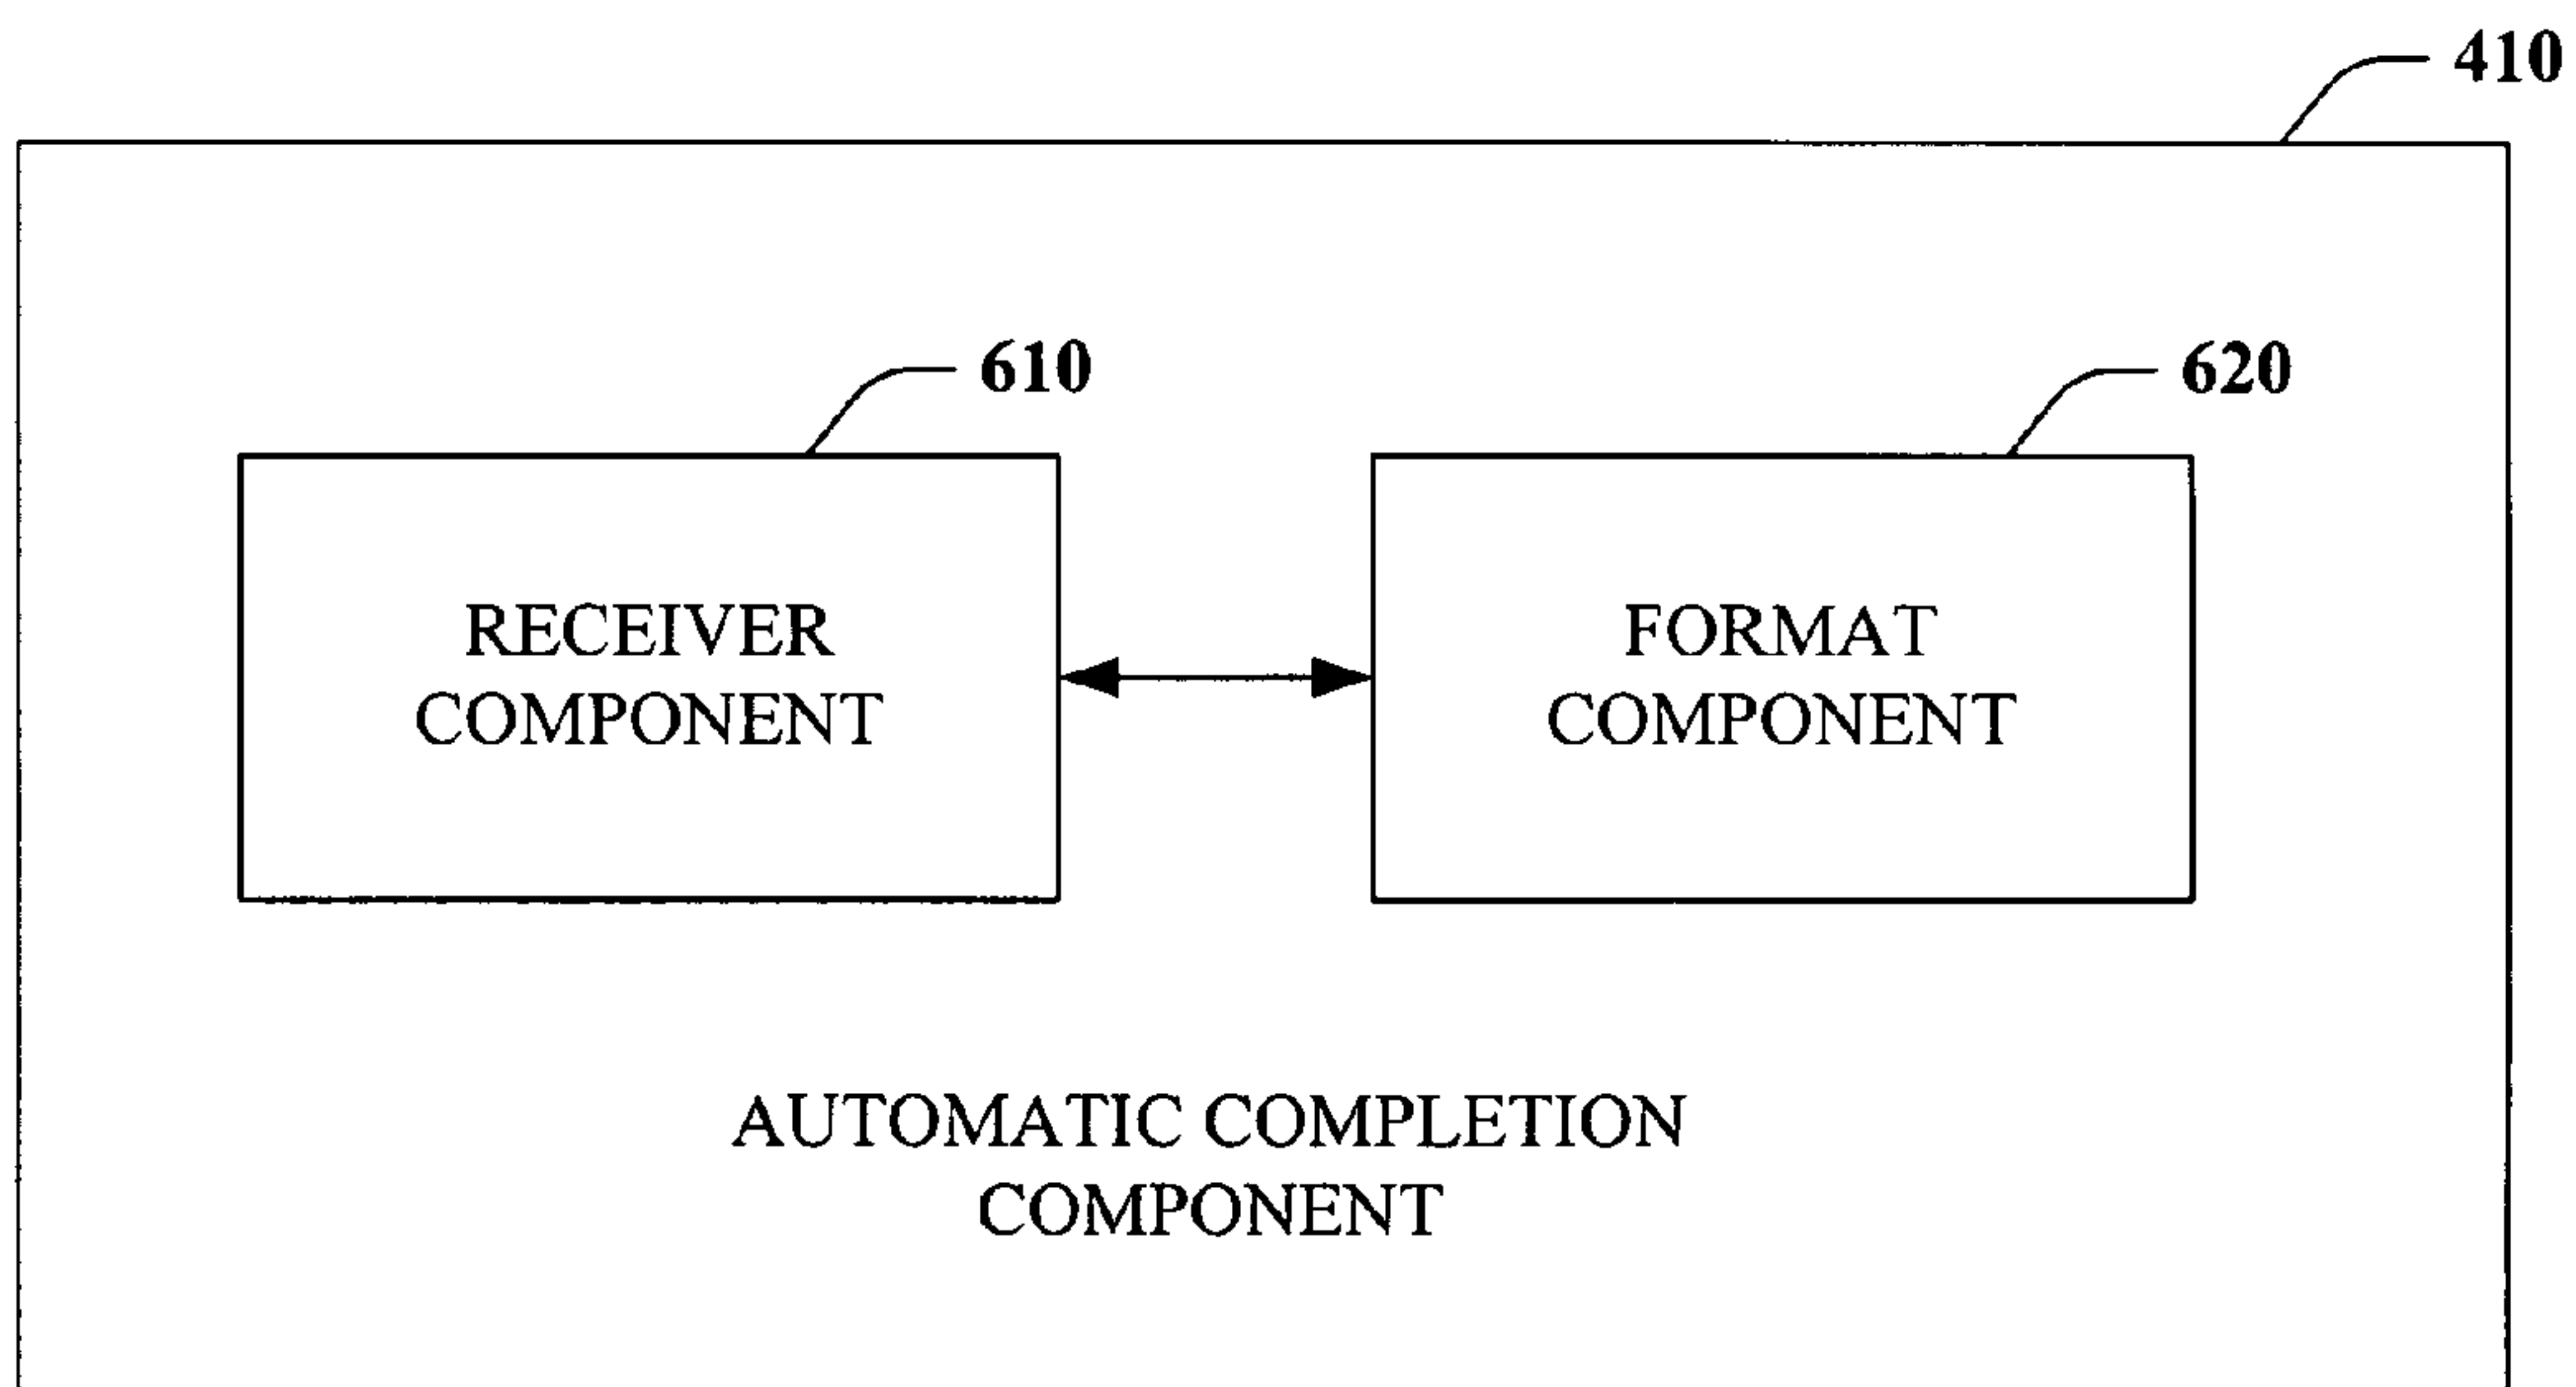 410
610
620
RECEIVER
COMPONENT
FORMAT
COMPONENT
AUTOMATIC COMPLETION
COMPONENT